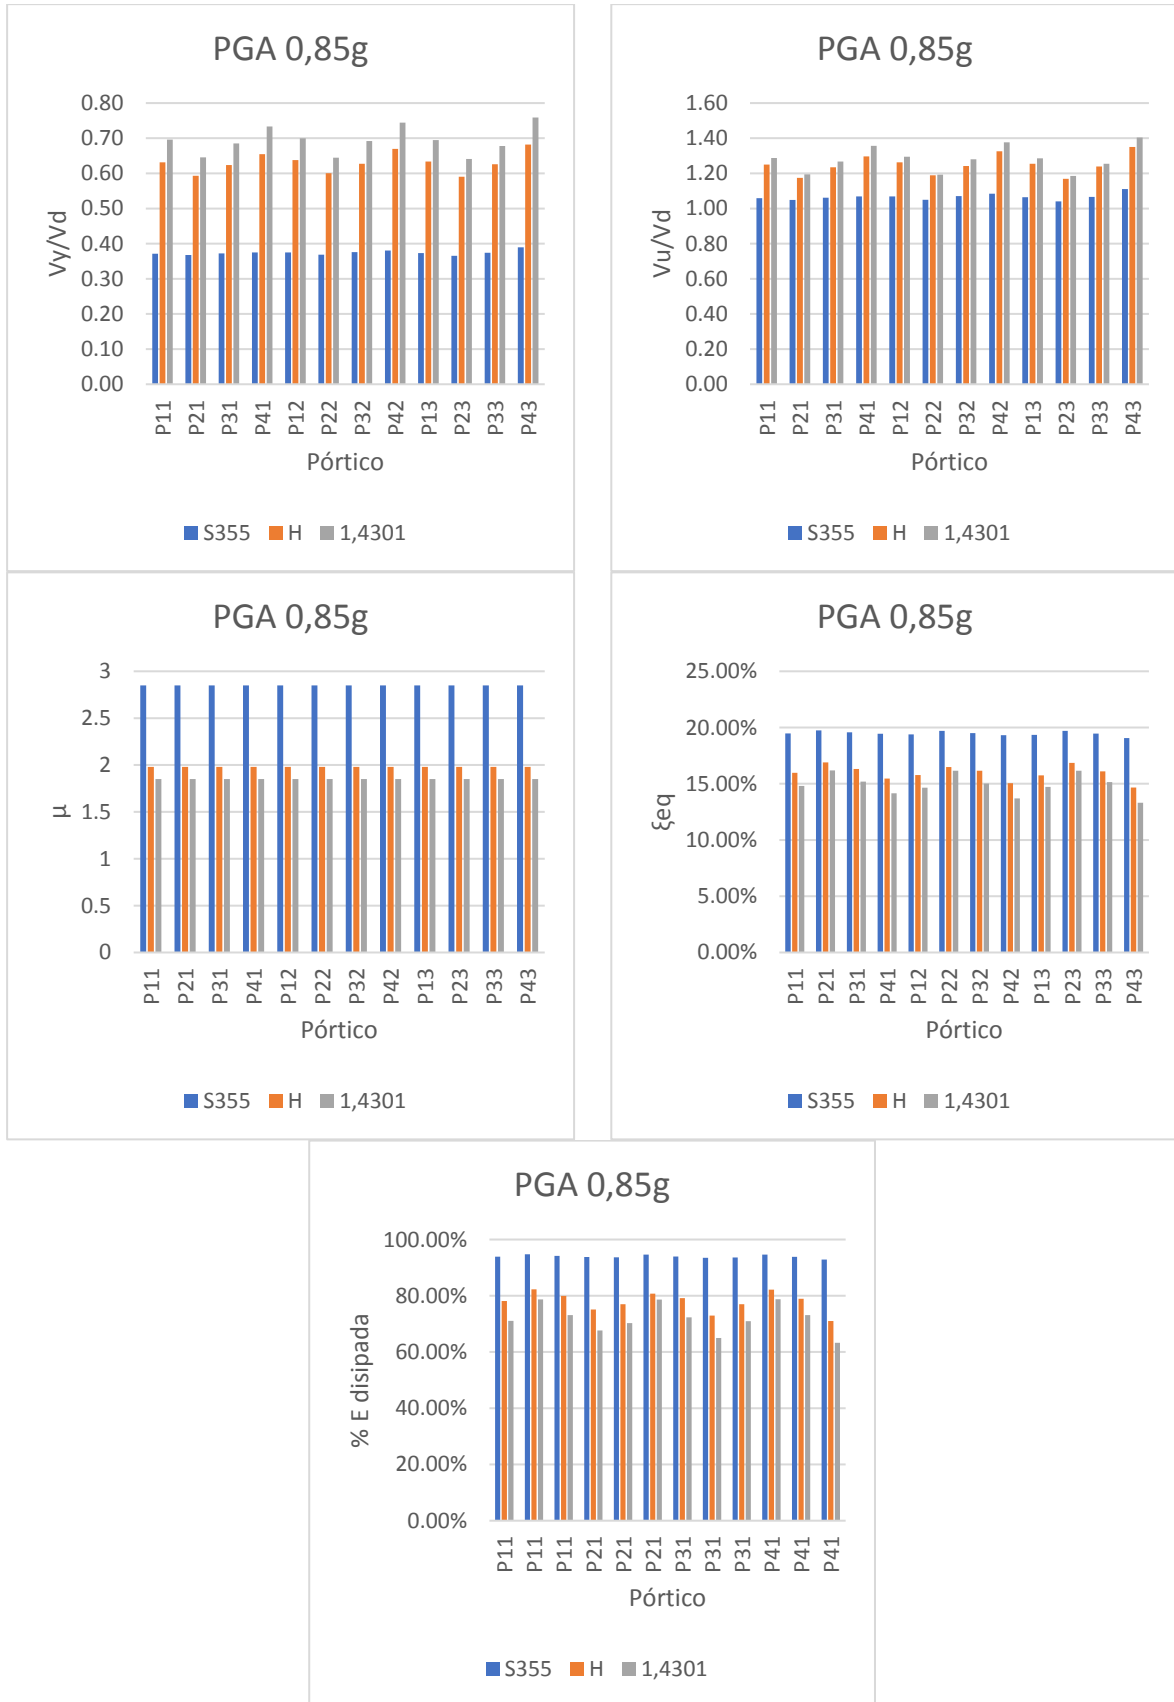 PGA 0,85g
0.80
0.70
0.60
0.50
0.40
0.30
0.20
0.10
0.00
Vy/Vd
P11 P21 P31 P41 P12 P22 P32 P42 P13 P23 P33 P43
Pórtico
S355 H 1,4301
PGA 0,85g
1.60
1.40
1.20
1.00
0.80
0.60
0.40
0.20
0.00
Vu/Vd
P11 P21 P31 P41 P12 P22 P32 P42 P13 P23 P33 P43
Pórtico
S355 H 1,4301
PGA 0,85g
3
2.5
2
1.5
1
0.5
0
μ
P11 P21 P31 P41 P12 P22 P32 P42 P13 P23 P33 P43
Pórtico
S355 H 1,4301
PGA 0,85g
25.00%
20.00%
15.00%
10.00%
5.00%
0.00%
ξeq
P11 P21 P31 P41 P12 P22 P32 P42 P13 P23 P33 P43
Pórtico
S355 H 1,4301
PGA 0,85g
100.00%
80.00%
60.00%
40.00%
20.00%
0.00%
% E disipada
P11 P11 P11 P21 P21 P21 P31 P31 P31 P41 P41 P41
Pórtico
S355 H 1,4301